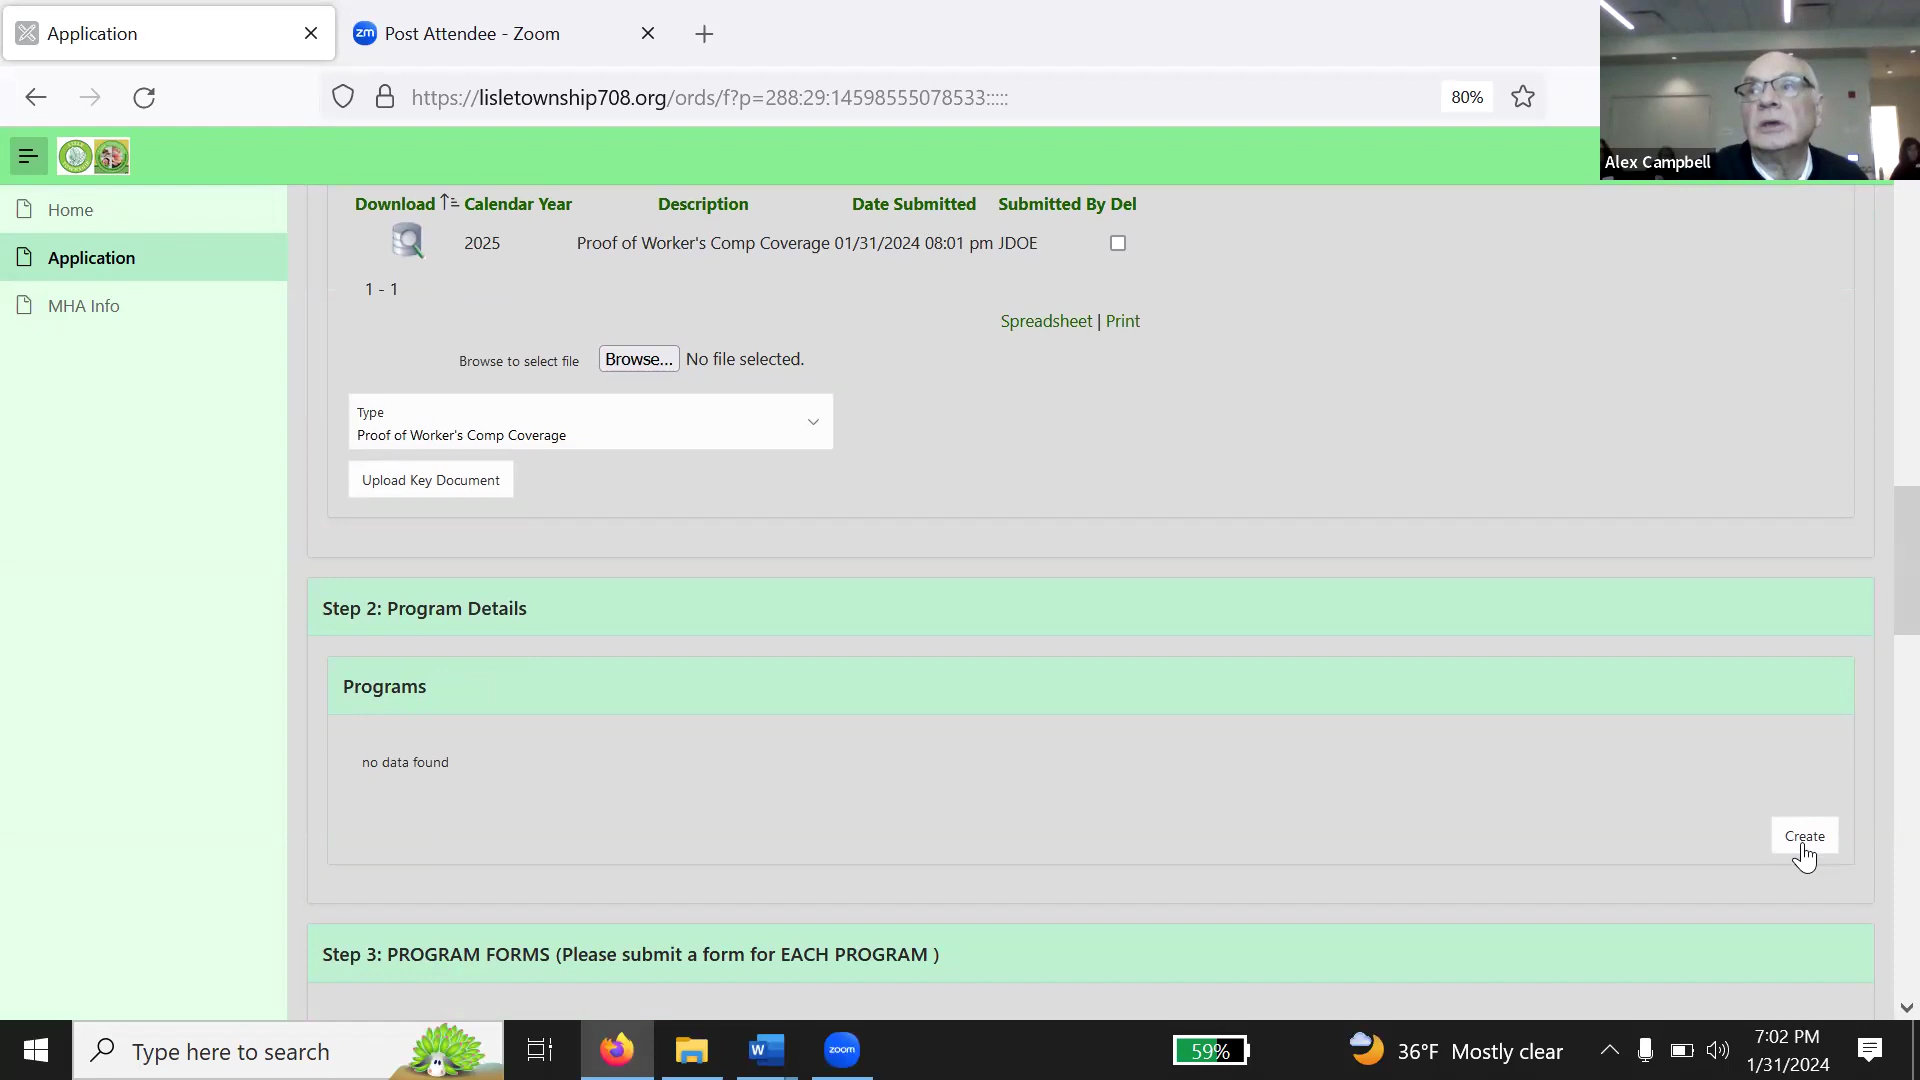 Application
zm Post Attendee - Zoom
https://lisletownship708.org/ords/f?p=288:29:14598555078533:::::
80%
Alex Campbell
Home
Application
MHA Info
Download Calendar Year Description Date Submitted Submitted By Del
2025 Proof of Worker's Comp Coverage 01/31/2024 08:01 pm JDOE
1 - 1
Spreadsheet | Print
Browse to select file Browse... No file selected.
Type
Proof of Worker's Comp Coverage
Upload Key Document
Step 2: Program Details
Programs
no data found
Create
Step 3: PROGRAM FORMS (Please submit a form for EACH PROGRAM )
Type here to search
W
zoom
59%
36°F Mostly clear
7:02 PM
1/31/2024